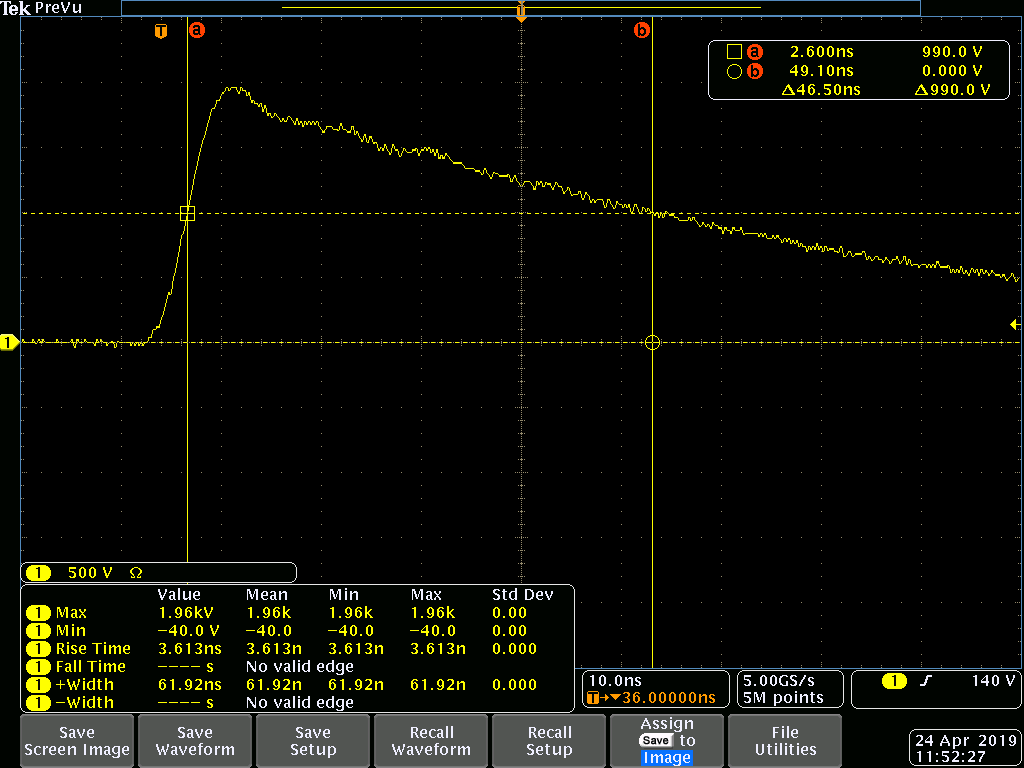 Tek PreVu
T a b
T
a 2.600ns 990.0 V
b 49.10ns 0.000 V
Δ46.50ns Δ990.0 V
1
1 500 V Ω
Value Mean Min Max Std Dev
1 Max 1.96kV 1.96k 1.96k 1.96k 0.00
1 Min −40.0 V −40.0 −40.0 −40.0 0.00
1 Rise Time 3.613ns 3.613n 3.613n 3.613n 0.000
1 Fall Time −−−− s No valid edge
1 +Width 61.92ns 61.92n 61.92n 61.92n 0.000
1 −Width −−−− s No valid edge
10.0ns
T→▼36.00000ns
5.00GS/s
5M points
1 140 V
Save
Screen Image
Save
Waveform
Save
Setup
Recall
Waveform
Recall
Setup
Assign
Save to
Image
File
Utilities
24 Apr 2019
11:52:27